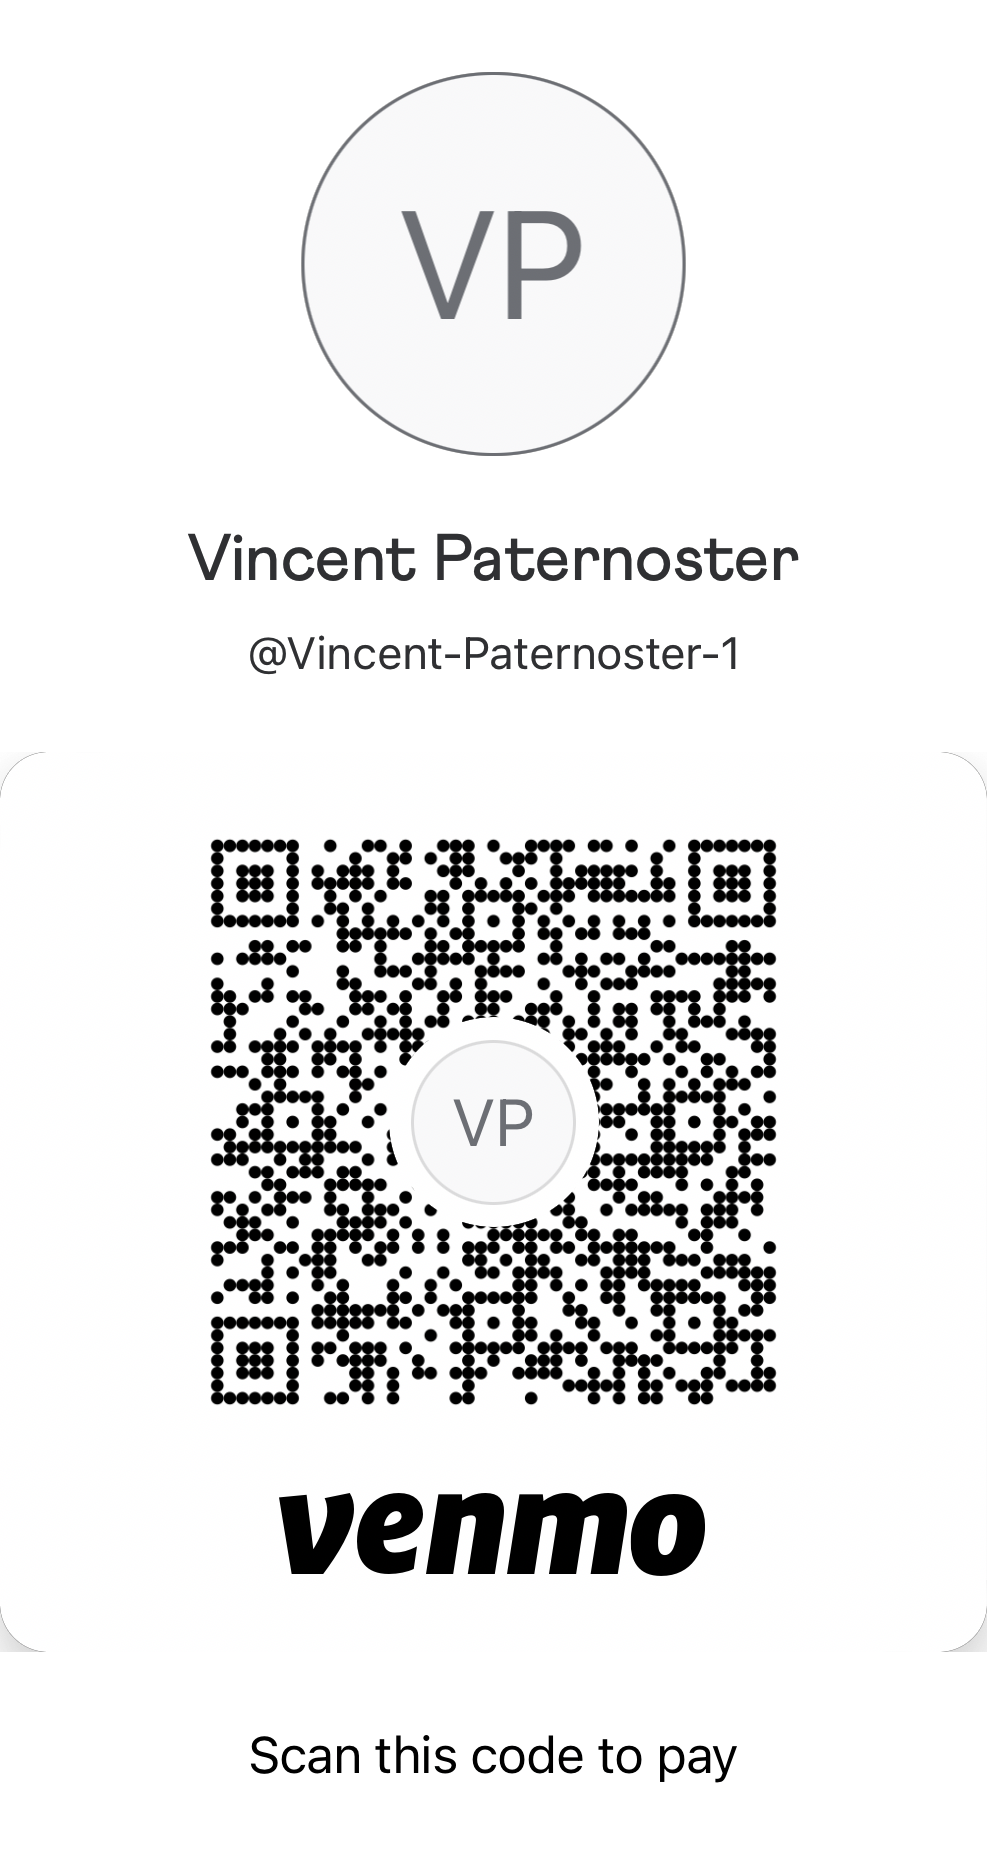 VP
Vincent Paternoster
@Vincent-Paternoster-1
VP
venmo
Scan this code to pay